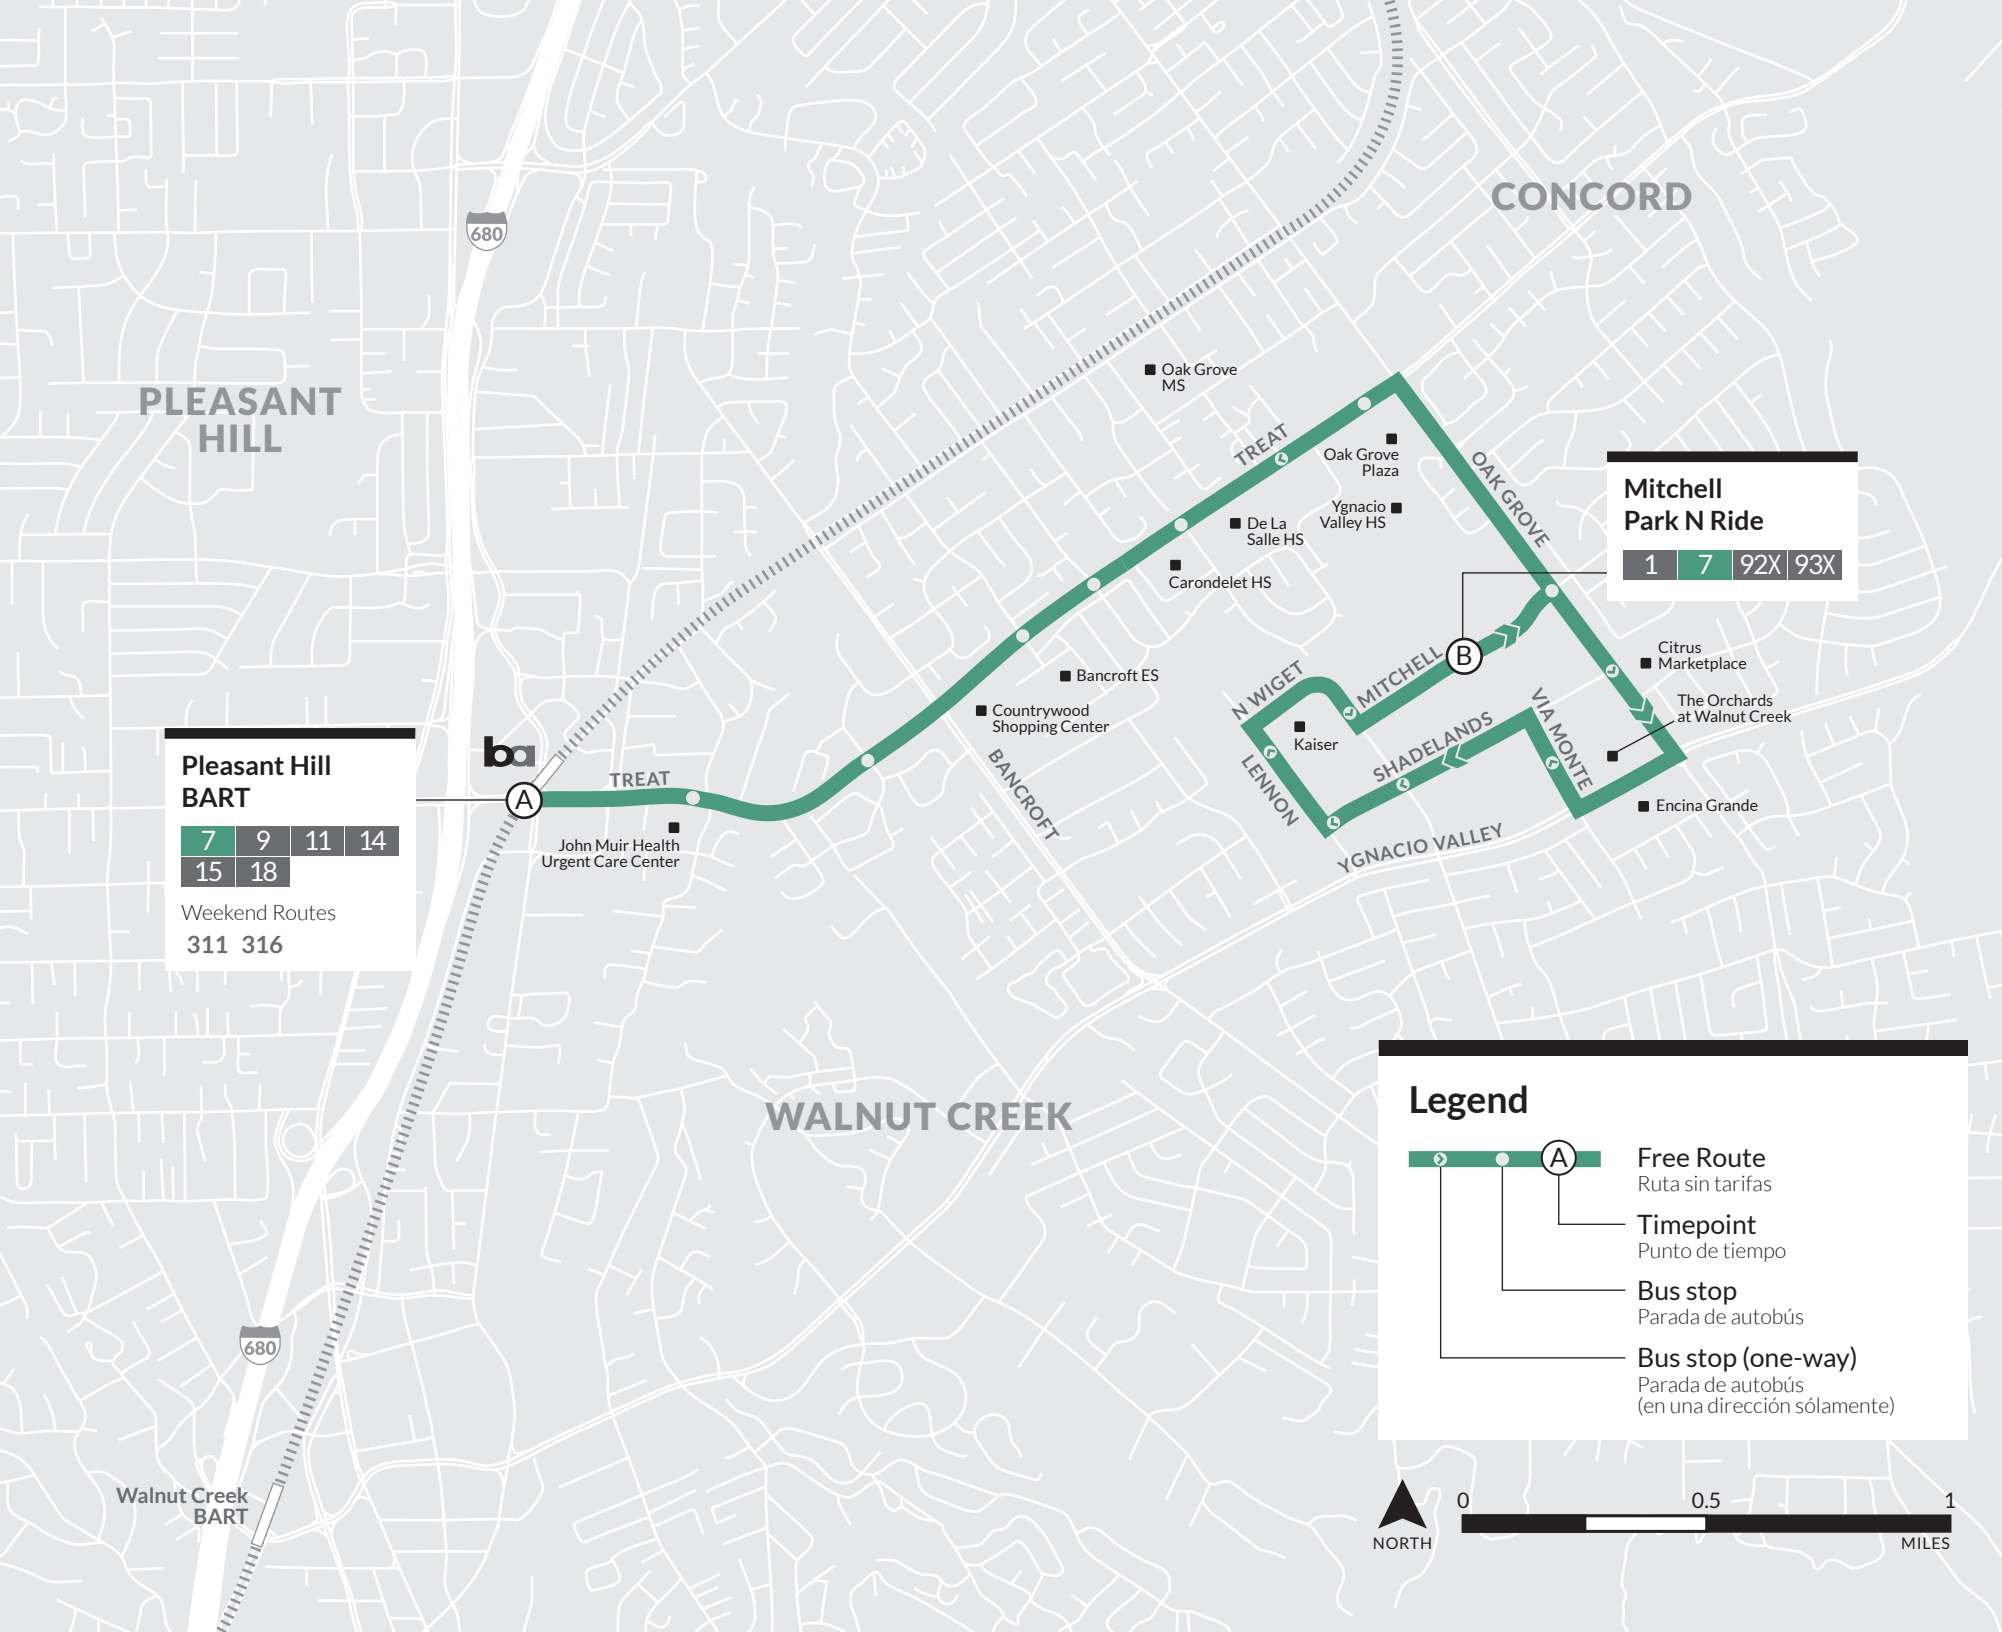 CONCORD
680
PLEASANT
HILL
Oak Grove
MS
TREAT
Oak Grove
Plaza
OAK GROVE
Ygnacio
Valley HS
De La
Salle HS
Carondelet HS
Mitchell
Park N Ride
1 7 92X 93X
Citrus
Marketplace
The Orchards
at Walnut Creek
B
MITCHELL
N WIGET
Kaiser
SHADELANDS
VIA MONTE
LENNON
Encina Grande
YGNACIO VALLEY
Bancroft ES
Countrywood
Shopping Center
BANCROFT
ba
A
TREAT
John Muir Health
Urgent Care Center
Pleasant Hill
BART
7 9 11 14
15 18
Weekend Routes
311 316
WALNUT CREEK
680
Walnut Creek
BART
Legend
A
Free Route
Ruta sin tarifas
Timepoint
Punto de tiempo
Bus stop
Parada de autobús
Bus stop (one-way)
Parada de autobús
(en una dirección sólamente)
NORTH
0 0.5 1
MILES